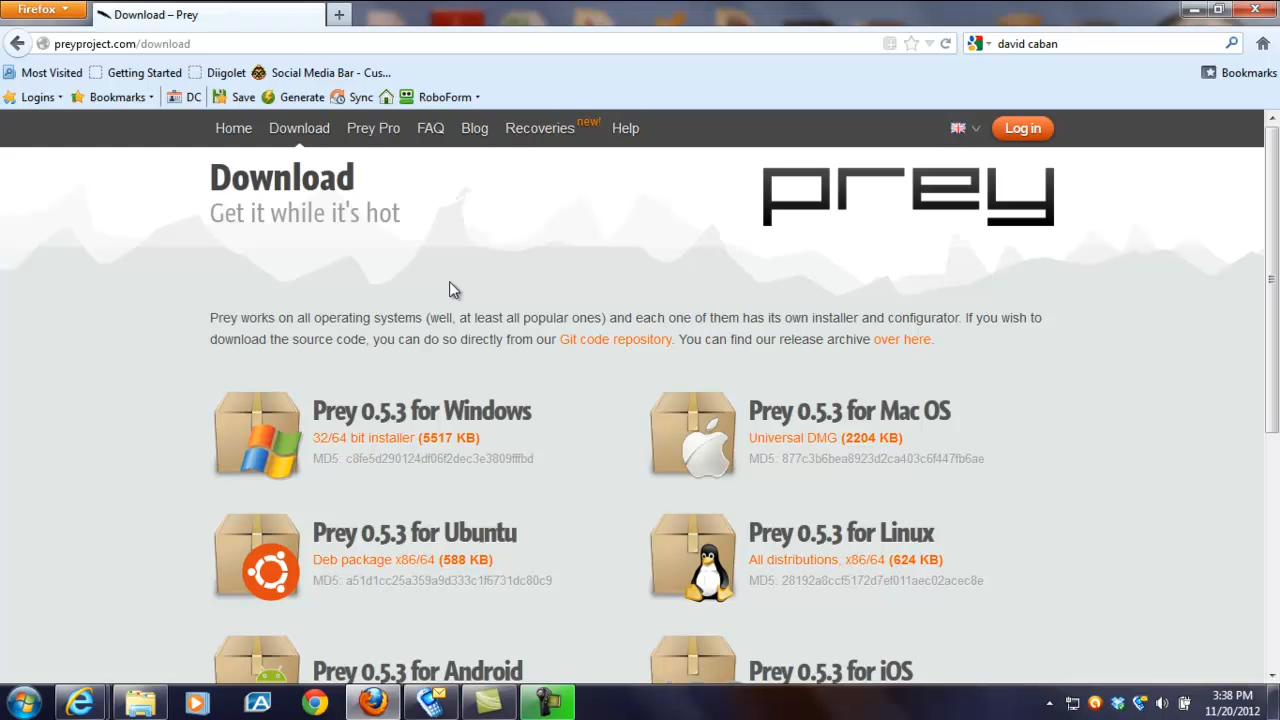 Firefox
Download – Prey
preyproject.com/download
david caban
Most Visited
Getting Started
Diigolet
Social Media Bar - Cus...
Bookmarks
Logins
Bookmarks
DC
Save
Generate
Sync
RoboForm
Home
Download
Prey Pro
FAQ
Blog
Recoveries
new!
Help
Log in
Download
Get it while it's hot
prey
Prey works on all operating systems (well, at least all popular ones) and each one of them has its own installer and configurator. If you wish to
download the source code, you can do so directly from our Git code repository. You can find our release archive over here.
Prey 0.5.3 for Windows
32/64 bit installer (5517 KB)
MD5: c8fe5d290124df06f2dec3e3809fffbd
Prey 0.5.3 for Mac OS
Universal DMG (2204 KB)
MD5: 877c3b6bea8923d2ca403c6f447fb6ae
Prey 0.5.3 for Ubuntu
Deb package x86/64 (588 KB)
MD5: a51d1cc25a359a9d333c1f6731dc80c9
Prey 0.5.3 for Linux
All distributions, x86/64 (624 KB)
MD5: 28192a8ccf5172d7ef011aec02acec8e
Prey 0.5.3 for Android
Prey 0.5.3 for iOS
3:38 PM
11/20/2012